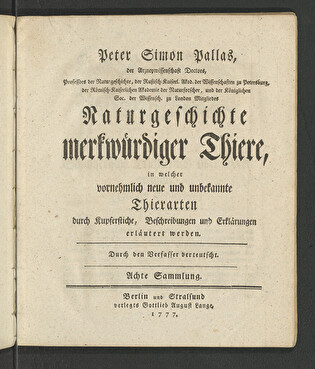 Peter Simon Pallas,
der Arzneywissenschaft Doctors,
Professors der Naturgeschichte, der Rußisch-Kaiserl. Akad. der Wissenschaften zu Petersburg,
der Römisch-Kaiserlichen Akademie der Naturforscher, und der Königlichen
Soc. der Wissensch. zu London Mitgliedes
Naturgeschichte
merkwürdiger Thiere,
in welcher
vornehmlich neue und unbekannte
Thierarten
durch Kupferstiche, Beschreibungen und Erklärungen
erläutert werden.
Durch den Verfasser verteutscht.
Achte Sammlung.
Berlin und Stralsund
verlegts Gottlieb August Lange,
1777.